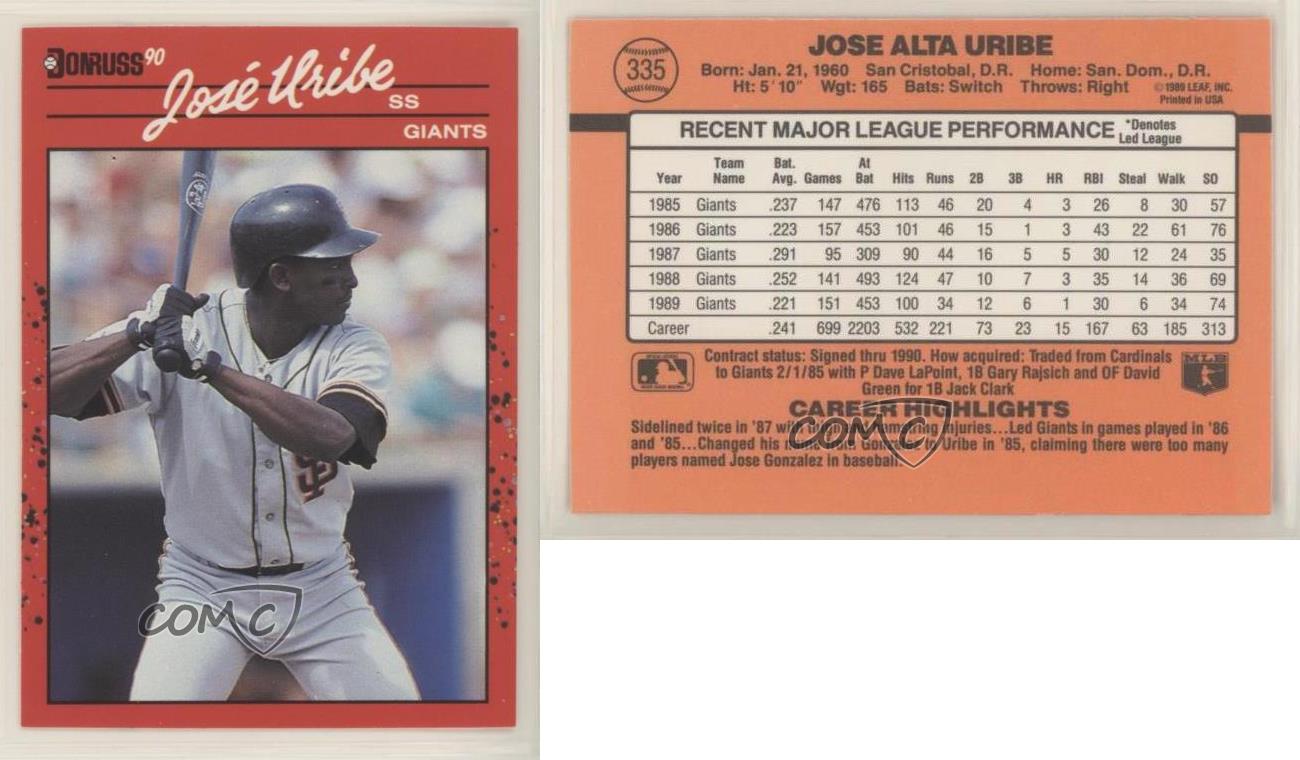 DONRUSS 90
José Uribe
SS
GIANTS
SF
COMC
335
JOSE ALTA URIBE
Born: Jan. 21, 1960 San Cristobal, D.R. Home: San. Dom., D.R.
Ht: 5' 10" Wgt: 165 Bats: Switch Throws: Right
© 1989 LEAF, INC.
Printed in USA
RECENT MAJOR LEAGUE PERFORMANCE *Denotes Led League
Year Team Name Bat. Avg. Games At Bat Hits Runs 2B 3B HR RBI Steal Walk SO
1985 Giants .237 147 476 113 46 20 4 3 26 8 30 57
1986 Giants .223 157 453 101 46 15 1 3 43 22 61 76
1987 Giants .291 95 309 90 44 16 5 5 30 12 24 35
1988 Giants .252 141 493 124 47 10 7 3 35 14 36 69
1989 Giants .221 151 453 100 34 12 6 1 30 6 34 74
Career .241 699 2203 532 221 73 23 15 167 63 185 313
Contract status: Signed thru 1990. How acquired: Traded from Cardinals
to Giants 2/1/85 with P Dave LaPoint, 1B Gary Rajsich and OF David
Green for 1B Jack Clark
MLB
CAREER HIGHLIGHTS
Sidelined twice in '87 with hamstring injuries...Led Giants in games played in '86
and '85...Changed his name from Gonzalez to Uribe in '85, claiming there were too many
players named Jose Gonzalez in baseball.
COMC